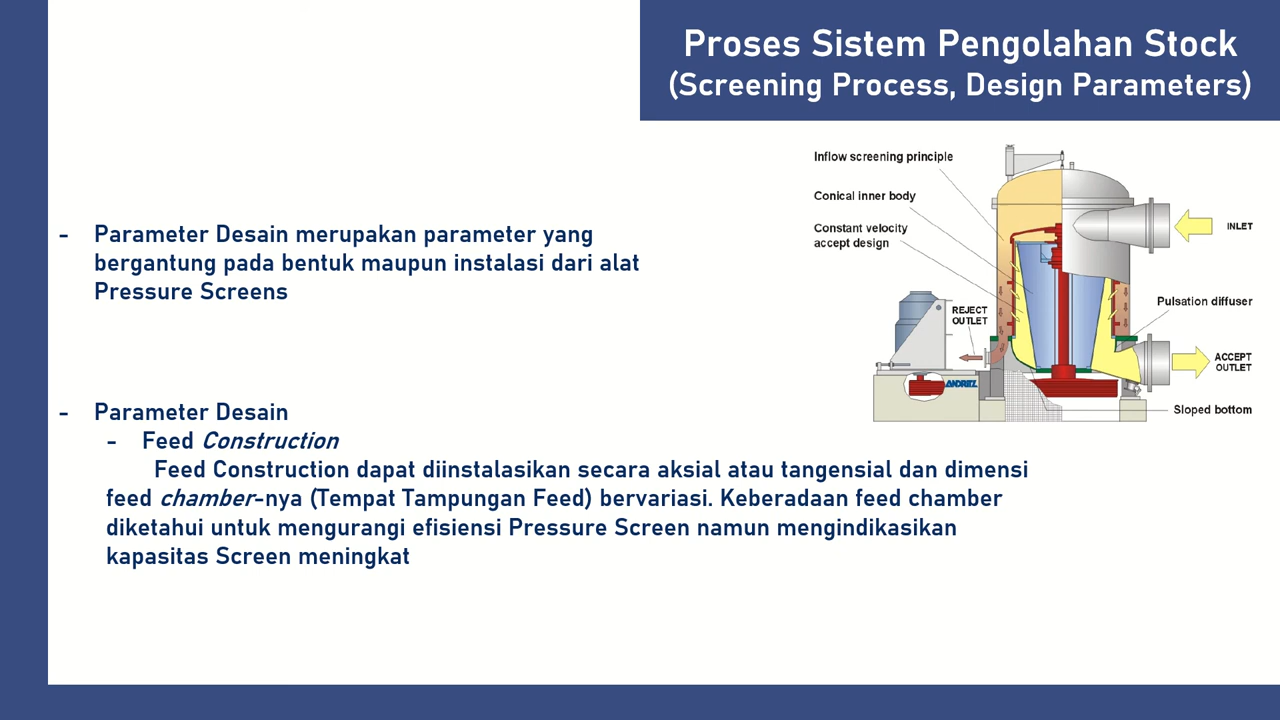 Proses Sistem Pengolahan Stock
(Screening Process, Design Parameters)
- Parameter Desain merupakan parameter yang
bergantung pada bentuk maupun instalasi dari alat
Pressure Screens
Inflow screening principle
Conical inner body
Constant velocity
accept design
INLET
Pulsation diffuser
REJECT
OUTLET
ACCEPT
OUTLET
ANDRITZ
Sloped bottom
- Parameter Desain
- Feed Construction
Feed Construction dapat diinstalasikan secara aksial atau tangensial dan dimensi
feed chamber-nya (Tempat Tampungan Feed) bervariasi. Keberadaan feed chamber
diketahui untuk mengurangi efisiensi Pressure Screen namun mengindikasikan
kapasitas Screen meningkat